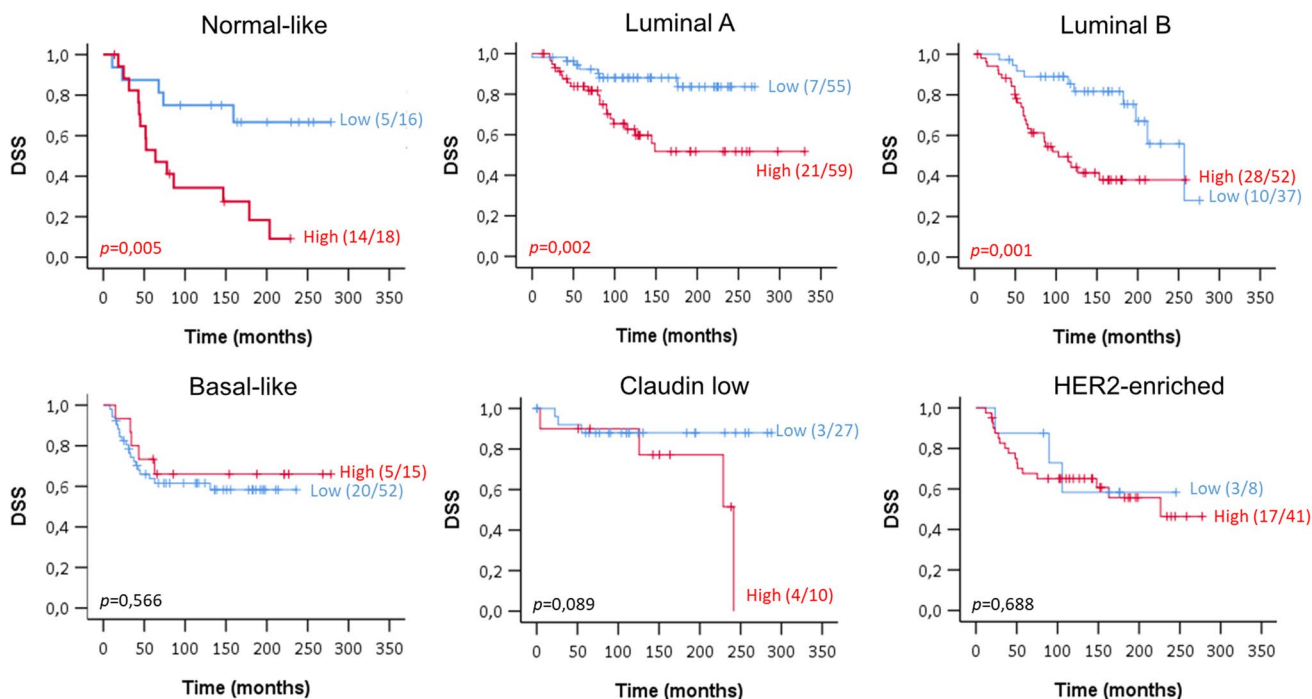 Normal-like
1,0
0,8
0,6
0,4
0,2
0,0
DSS
Low (5/16)
High (14/18)
p=0,005
0 50 100 150 200 250 300 350
Time (months)
Luminal A
1,0
0,8
0,6
0,4
0,2
0,0
DSS
Low (7/55)
High (21/59)
p=0,002
0 50 100 150 200 250 300 350
Time (months)
Luminal B
1,0
0,8
0,6
0,4
0,2
0,0
DSS
High (28/52)
Low (10/37)
p=0,001
0 50 100 150 200 250 300 350
Time (months)
Basal-like
1,0
0,8
0,6
0,4
0,2
0,0
DSS
High (5/15)
Low (20/52)
p=0,566
0 50 100 150 200 250 300 350
Time (months)
Claudin low
1,0
0,8
0,6
0,4
0,2
0,0
DSS
Low (3/27)
High (4/10)
p=0,089
0 50 100 150 200 250 300 350
Time (months)
HER2-enriched
1,0
0,8
0,6
0,4
0,2
0,0
DSS
Low (3/8)
High (17/41)
p=0,688
0 50 100 150 200 250 300 350
Time (months)